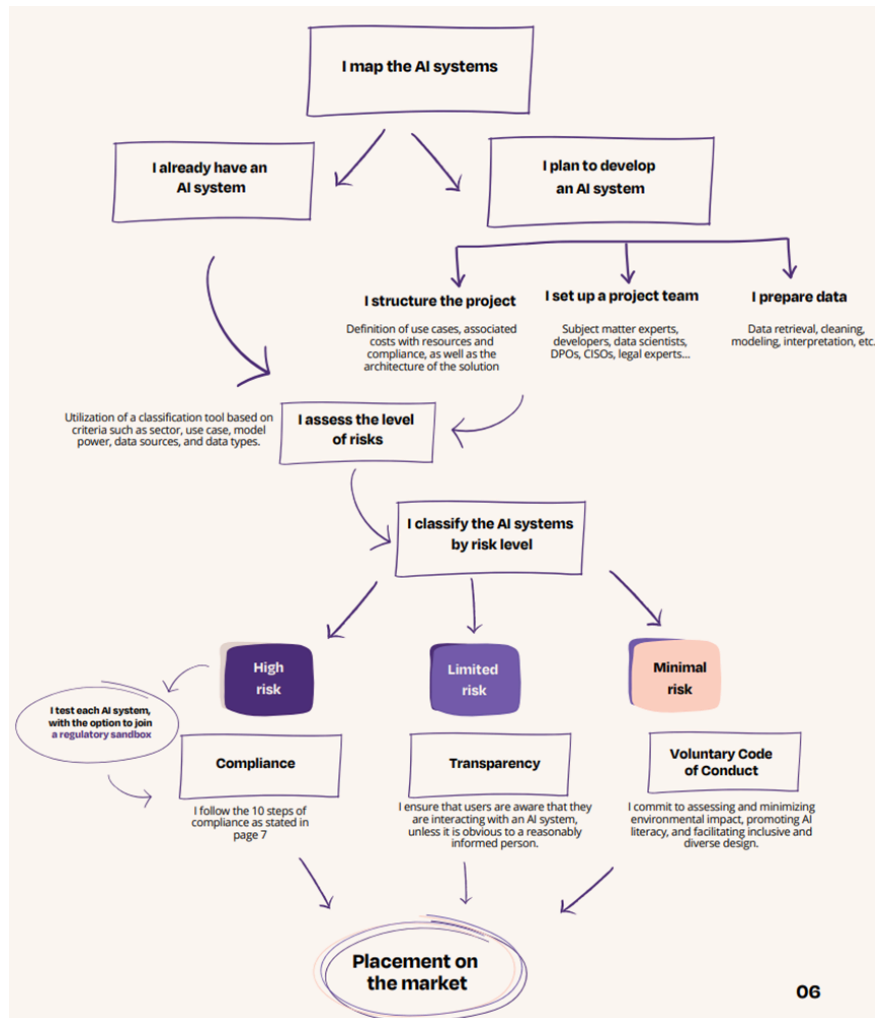 I map the AI systems
I already have an
AI system
I plan to develop
an AI system
I structure the project
Definition of use cases, associated
costs with resources and
compliance, as well as the
architecture of the solution
I set up a project team
Subject matter experts,
developers, data scientists,
DPOs, CISOs, legal experts...
I prepare data
Data retrieval, cleaning,
modeling, interpretation, etc.
Utilization of a classification tool based on
criteria such as sector, use case, model
power, data sources, and data types.
I assess the level
of risks
I classify the AI systems
by risk level
High
risk
Limited
risk
Minimal
risk
I test each AI system,
with the option to join
a regulatory sandbox
Compliance
I follow the 10 steps of
compliance as stated in
page 7
Transparency
I ensure that users are aware that they
are interacting with an AI system,
unless it is obvious to a reasonably
informed person.
Voluntary Code
of Conduct
I commit to assessing and minimizing
environmental impact, promoting AI
literacy, and facilitating inclusive and
diverse design.
Placement on
the market
06